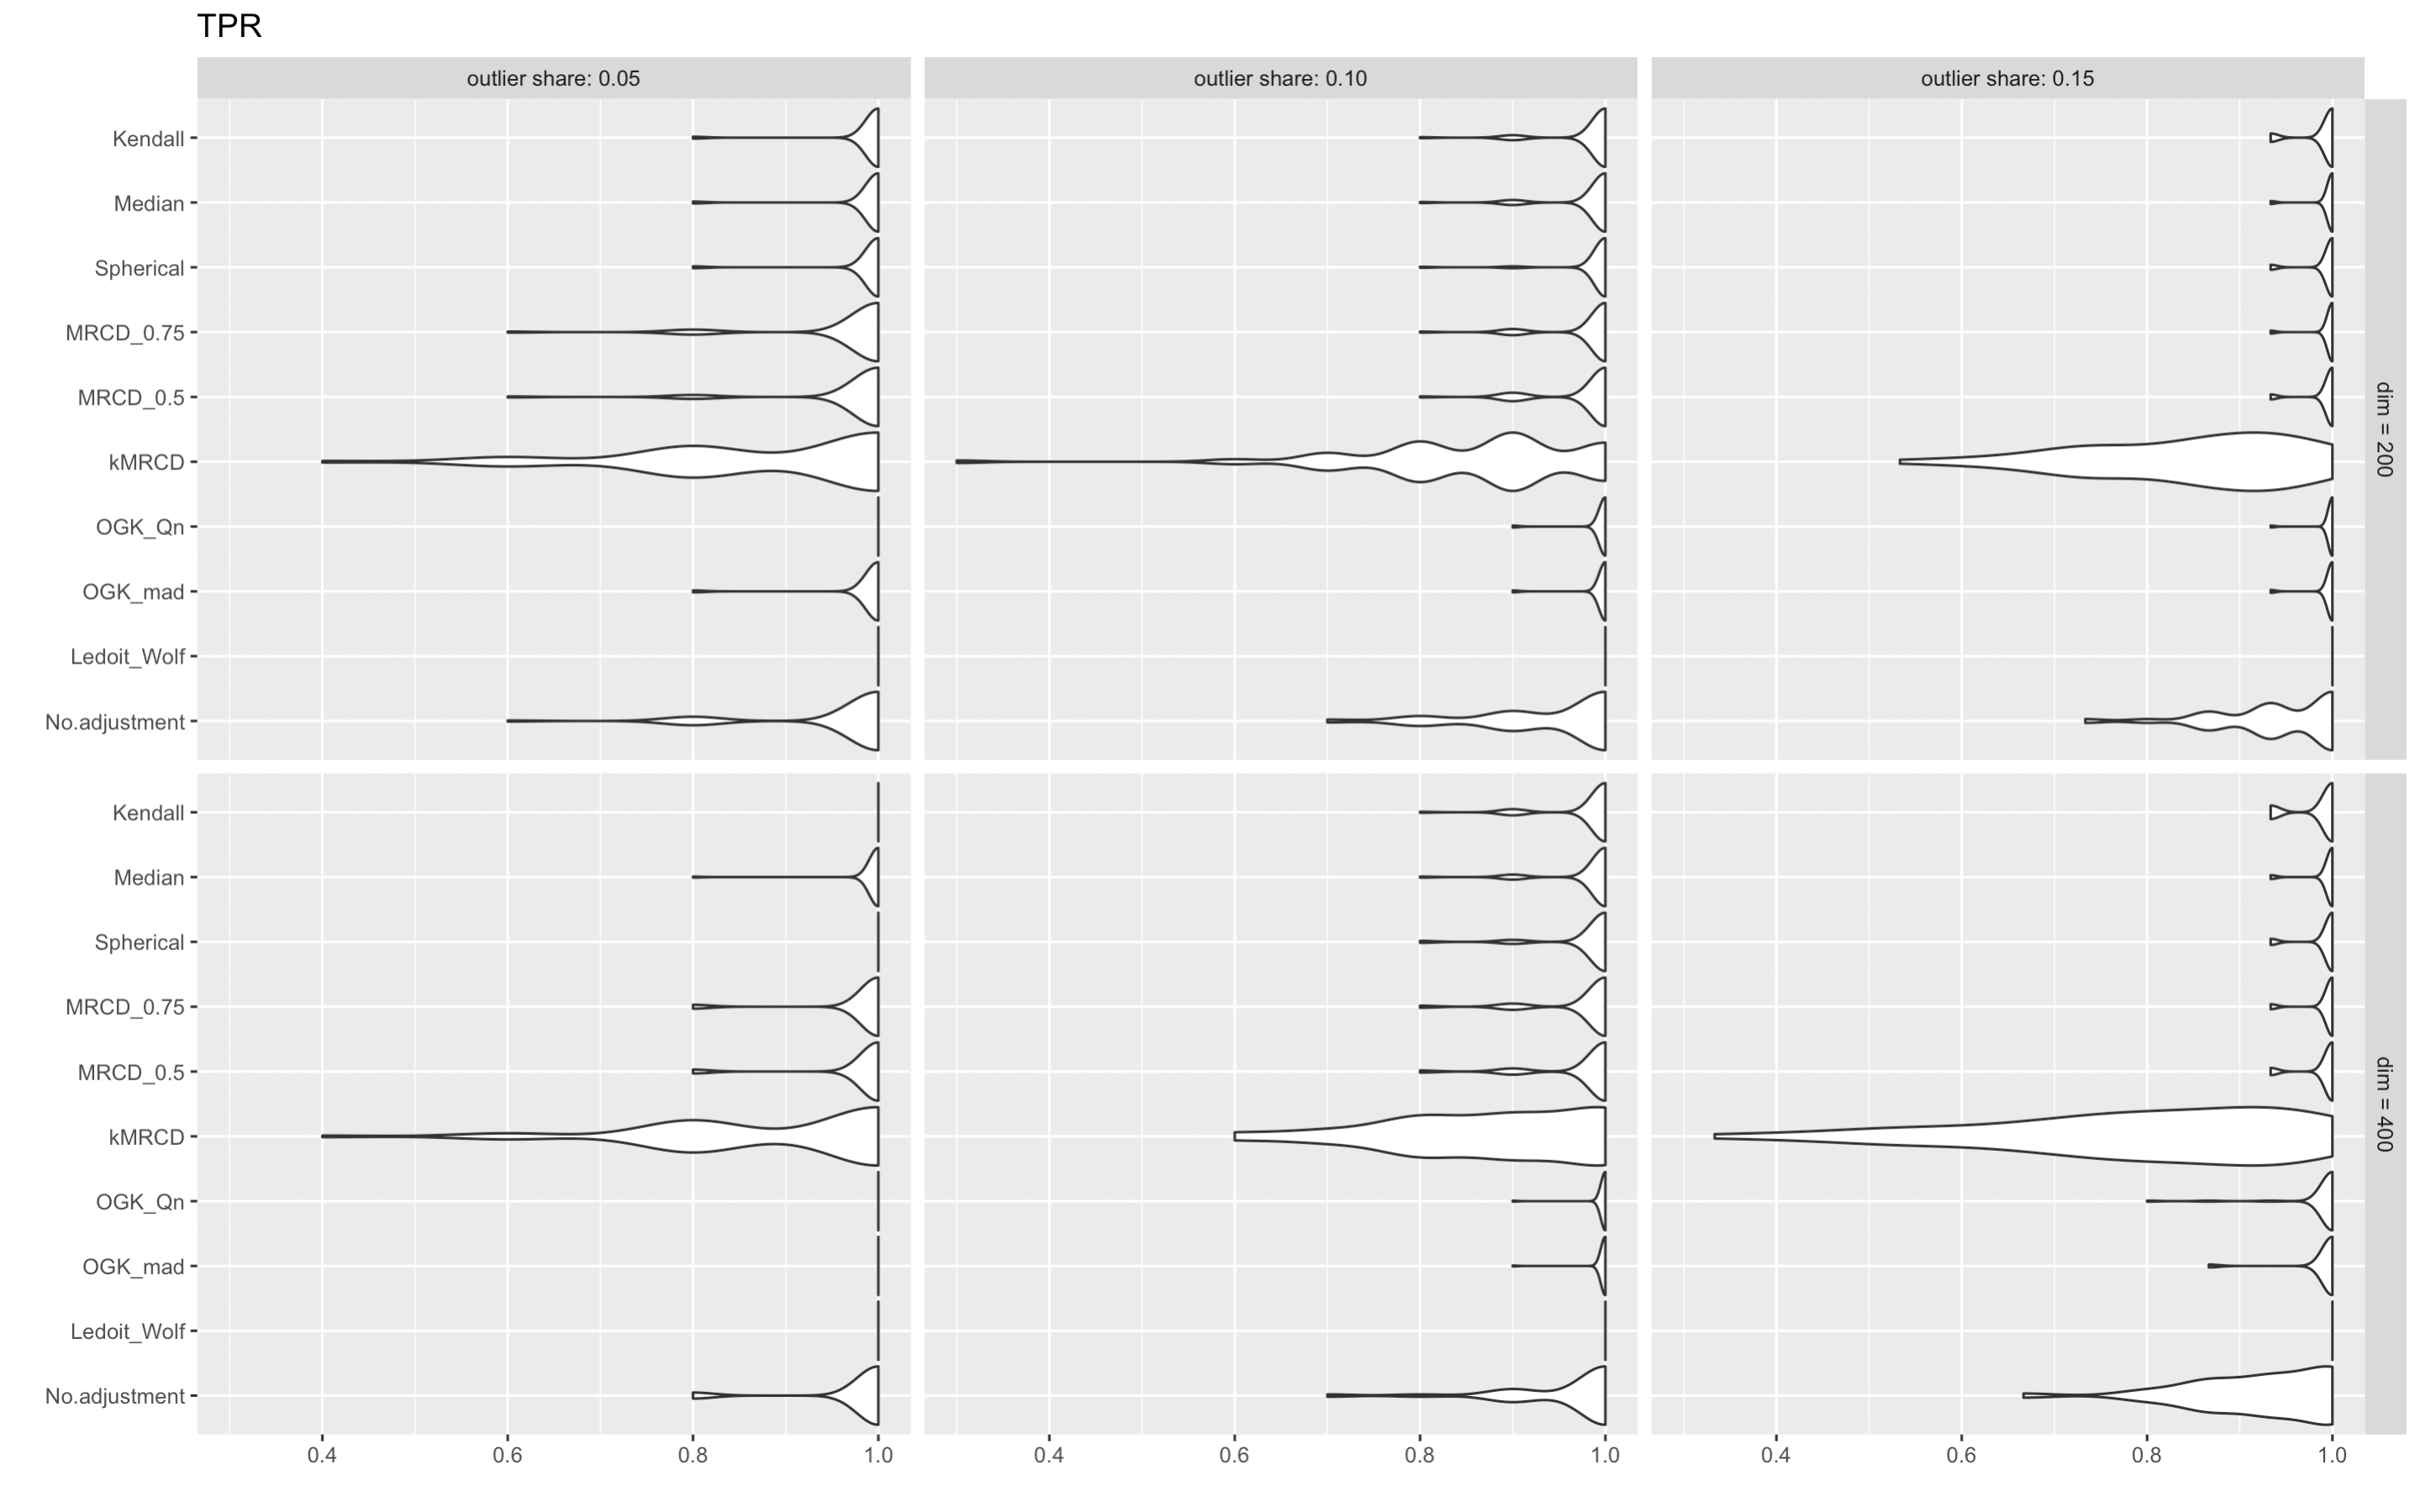 TPR
outlier share: 0.05
outlier share: 0.10
outlier share: 0.15
Kendall
Median
Spherical
MRCD_0.75
MRCD_0.5
kMRCD
OGK_Qn
OGK_mad
Ledoit_Wolf
No.adjustment
dim = 200
Kendall
Median
Spherical
MRCD_0.75
MRCD_0.5
kMRCD
OGK_Qn
OGK_mad
Ledoit_Wolf
No.adjustment
dim = 400
0.4 0.6 0.8 1.0 0.4 0.6 0.8 1.0 0.4 0.6 0.8 1.0